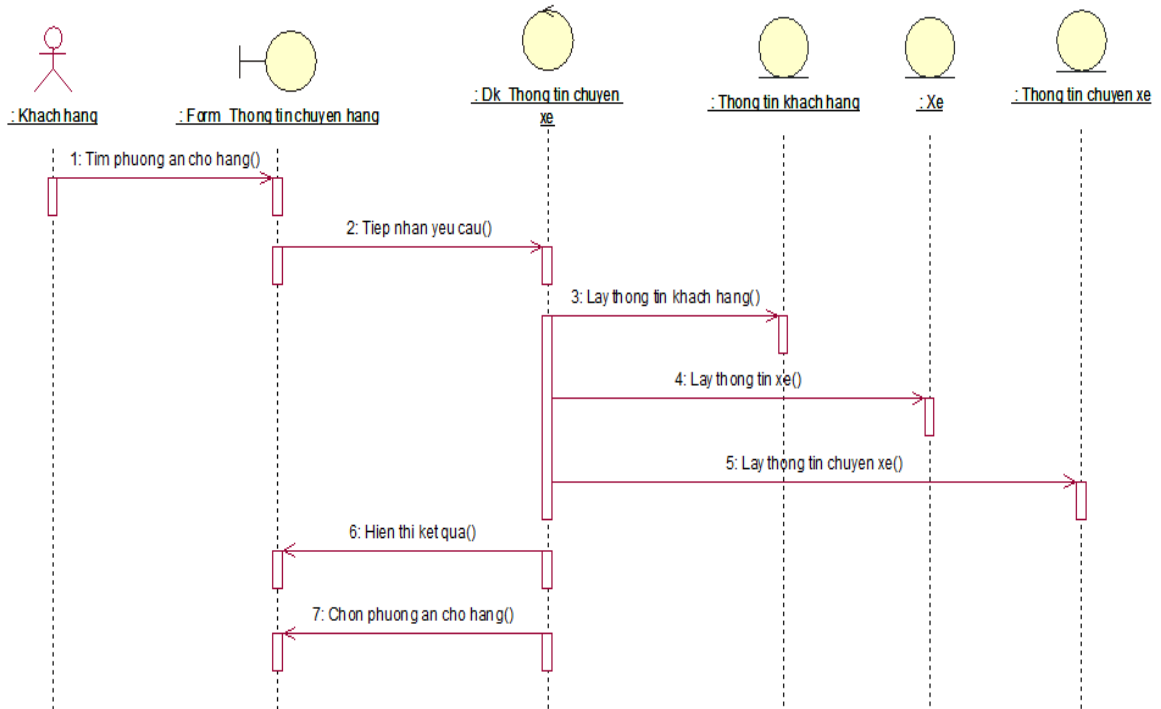 : Khach hang
: Form_Thong tin chuyen hang
: Dk_Thong tin chuyen
xe
: Thong tin khach hang
: Xe
: Thong tin chuyen xe
1: Tim phuong an cho hang()
2: Tiep nhan yeu cau()
3: Lay thong tin khach hang()
4: Lay thong tin xe()
5: Lay thong tin chuyen xe()
6: Hien thi ket qua()
7: Chon phuong an cho hang()